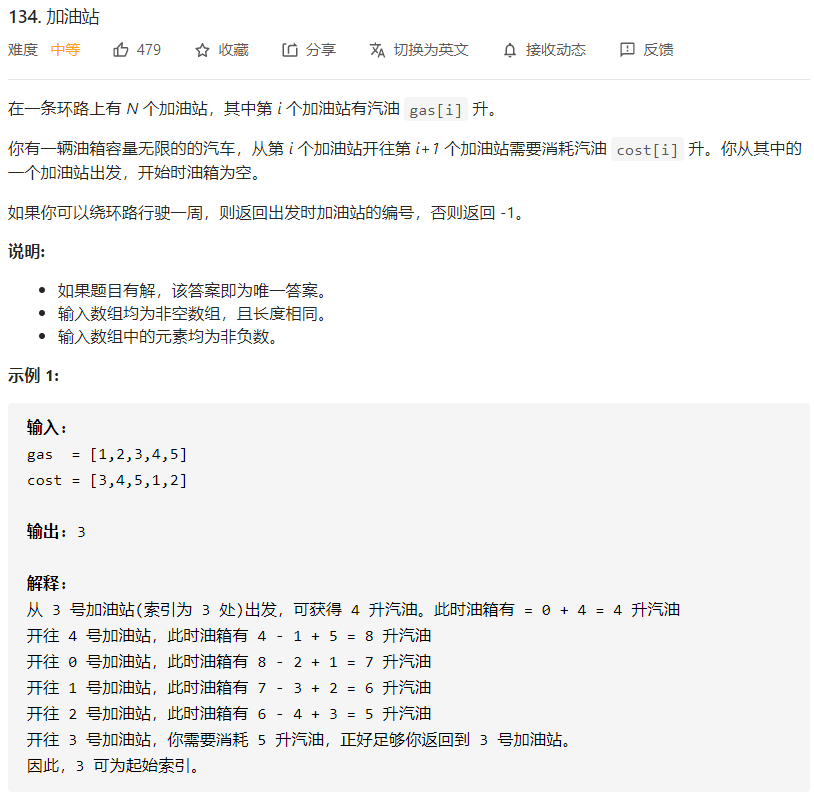 134. 加油站
难度 中等 479 收藏 分享 切换为英文 接收动态 反馈
在一条环路上有 N 个加油站，其中第 i 个加油站有汽油 gas[i] 升。
你有一辆油箱容量无限的的汽车，从第 i 个加油站开往第 i+1 个加油站需要消耗汽油 cost[i] 升。你从其中的
一个加油站出发，开始时油箱为空。
如果你可以绕环路行驶一周，则返回出发时加油站的编号，否则返回 -1。
说明:
• 如果题目有解，该答案即为唯一答案。
• 输入数组均为非空数组，且长度相同。
• 输入数组中的元素均为非负数。
示例 1:
输入:
gas  = [1,2,3,4,5]
cost = [3,4,5,1,2]
输出: 3
解释:
从 3 号加油站(索引为 3 处)出发，可获得 4 升汽油。此时油箱有 = 0 + 4 = 4 升汽油
开往 4 号加油站，此时油箱有 4 - 1 + 5 = 8 升汽油
开往 0 号加油站，此时油箱有 8 - 2 + 1 = 7 升汽油
开往 1 号加油站，此时油箱有 7 - 3 + 2 = 6 升汽油
开往 2 号加油站，此时油箱有 6 - 4 + 3 = 5 升汽油
开往 3 号加油站，你需要消耗 5 升汽油，正好足够你返回到 3 号加油站。
因此，3 可为起始索引。